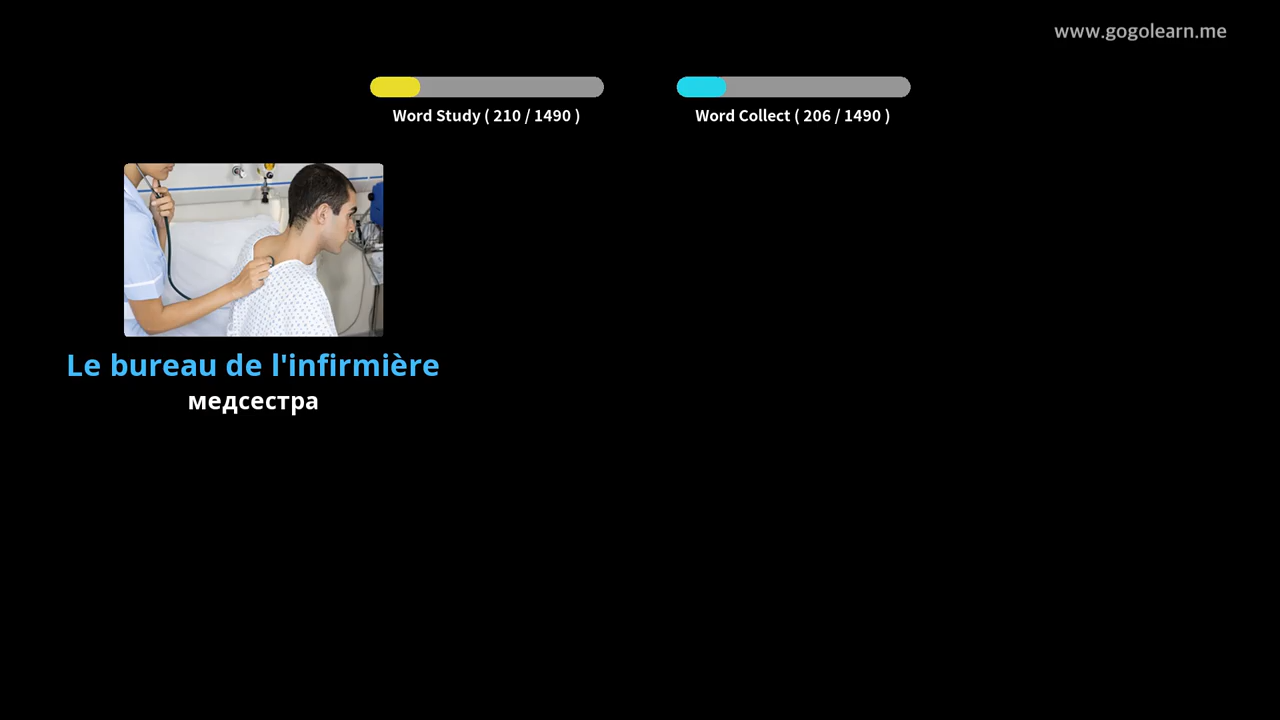 www.gogolearn.me
Word Study ( 210 / 1490 )
Word Collect ( 206 / 1490 )
Le bureau de l'infirmière
медсестра